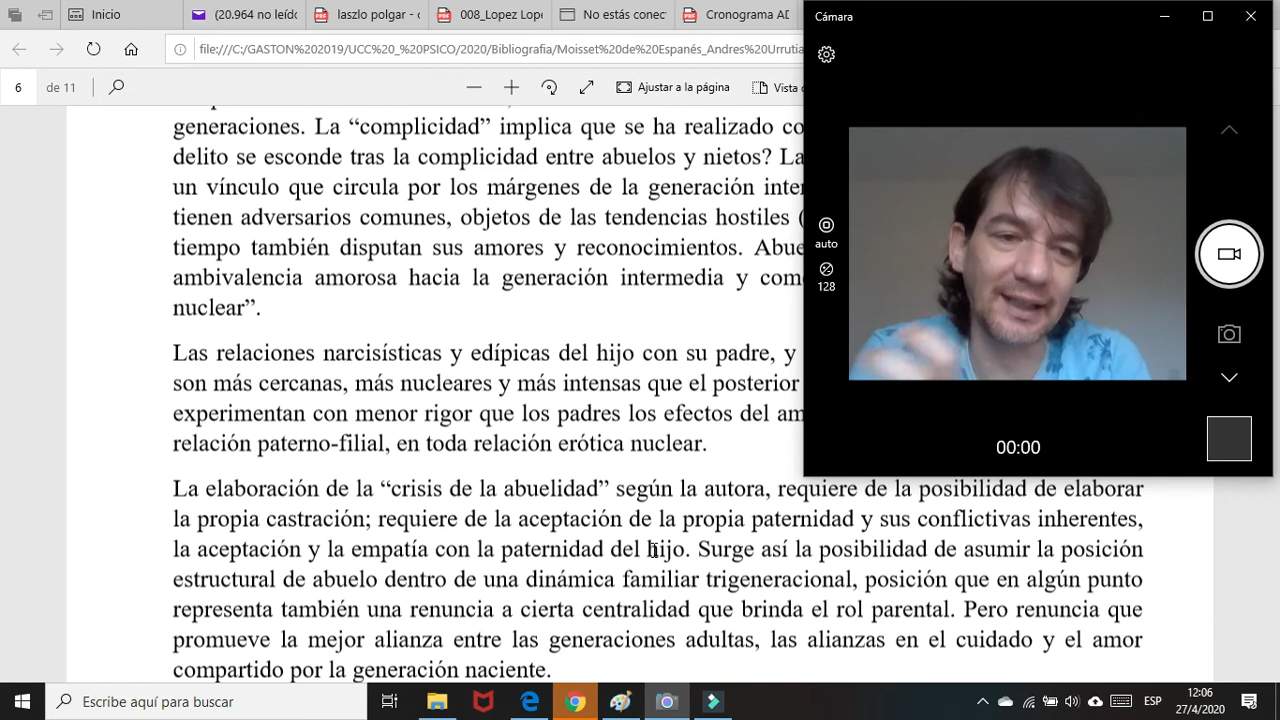 Inicio
(20.964 no leído
laszlo polgar - c
008_Lopez Lope
No estás conec
Cronograma AD
file:///C:/GASTON%202019/UCC%20_%20PSICO/2020/Bibliografia/Moisset%20de%20Espanés_Andres%20Urrutia
6 de 11
Ajustar a la página
Vista d
generaciones. La “complicidad” implica que se ha realizado co
delito se esconde tras la complicidad entre abuelos y nietos? La
un vínculo que circula por los márgenes de la generación inter
tienen adversarios comunes, objetos de las tendencias hostiles (
tiempo también disputan sus amores y reconocimientos. Abue
ambivalencia amorosa hacia la generación intermedia y com
nuclear”.
Las relaciones narcisísticas y edípicas del hijo con su padre, y
son más cercanas, más nucleares y más intensas que el posterior
experimentan con menor rigor que los padres los efectos del am
relación paterno-filial, en toda relación erótica nuclear.
La elaboración de la “crisis de la abuelidad” según la autora, requiere de la posibilidad de elaborar
la propia castración; requiere de la aceptación de la propia paternidad y sus conflictivas inherentes,
la aceptación y la empatía con la paternidad del hijo. Surge así la posibilidad de asumir la posición
estructural de abuelo dentro de una dinámica familiar trigeneracional, posición que en algún punto
representa también una renuncia a cierta centralidad que brinda el rol parental. Pero renuncia que
promueve la mejor alianza entre las generaciones adultas, las alianzas en el cuidado y el amor
compartido por la generación naciente.
Cámara
auto
128
00:00
Escribe aquí para buscar
ESP
12:06
27/4/2020